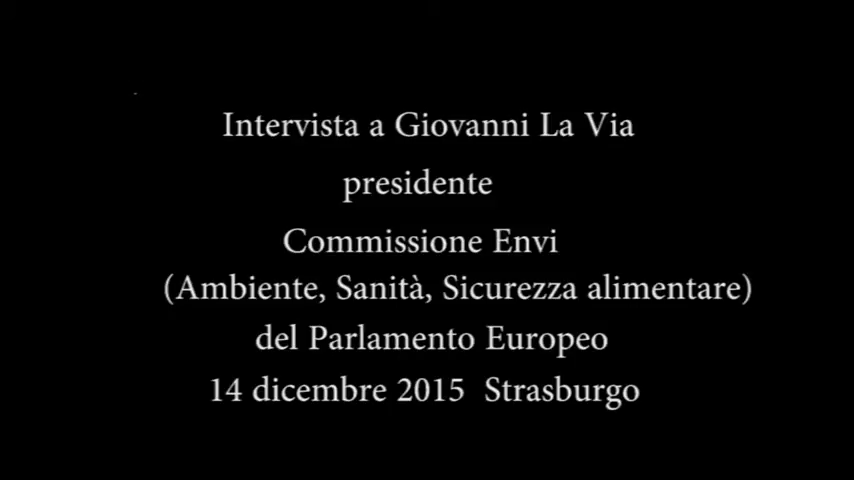 Intervista a Giovanni La Via
presidente
Commissione Envi
(Ambiente, Sanità, Sicurezza alimentare)
del Parlamento Europeo
14 dicembre 2015 Strasburgo